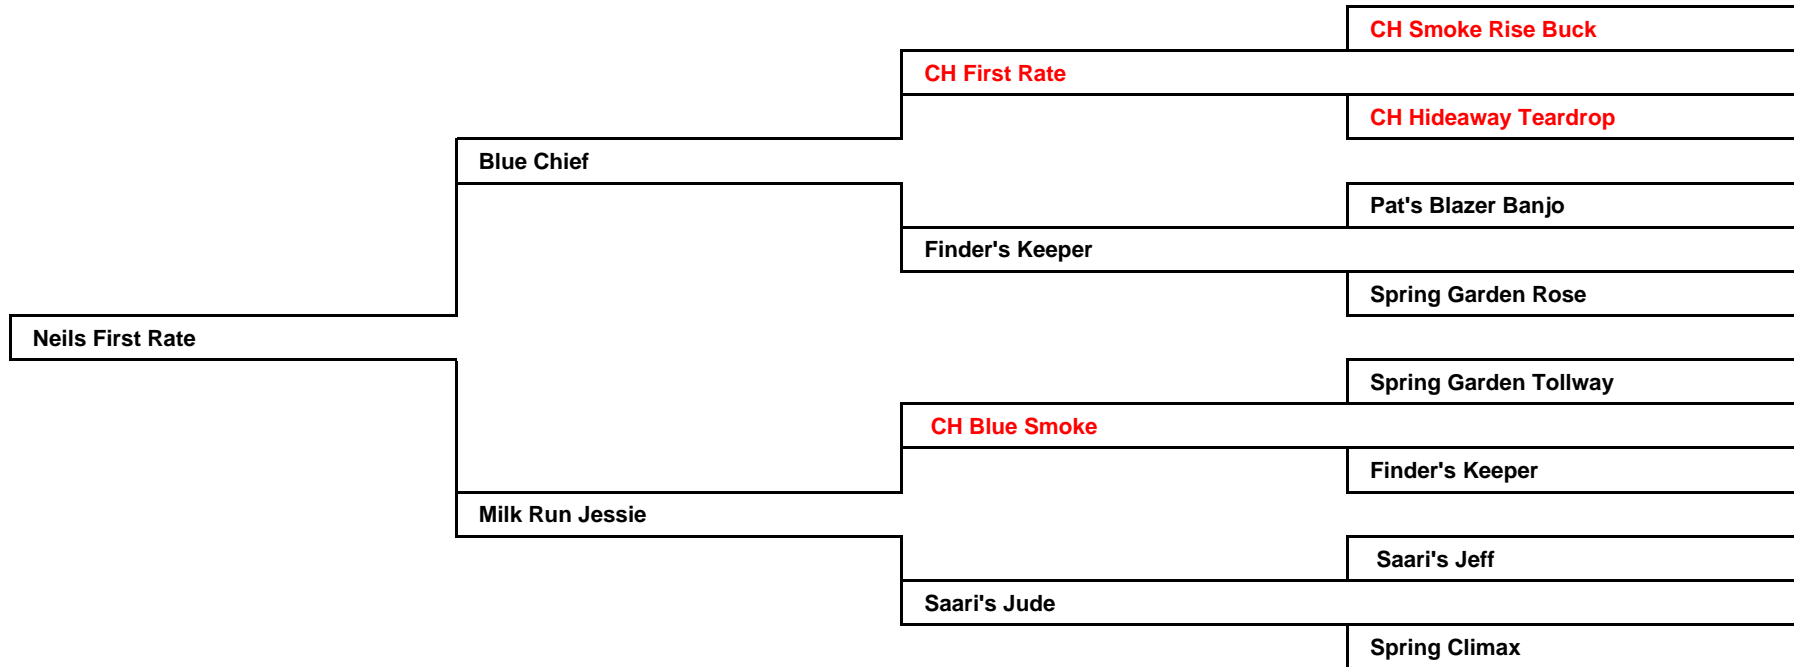 CH Smoke Rise Buck
CH First Rate
CH Hideaway Teardrop
Blue Chief
Pat's Blazer Banjo
Finder's Keeper
Spring Garden Rose
Neils First Rate
Spring Garden Tollway
CH Blue Smoke
Finder's Keeper
Milk Run Jessie
Saari's Jeff
Saari's Jude
Spring Climax